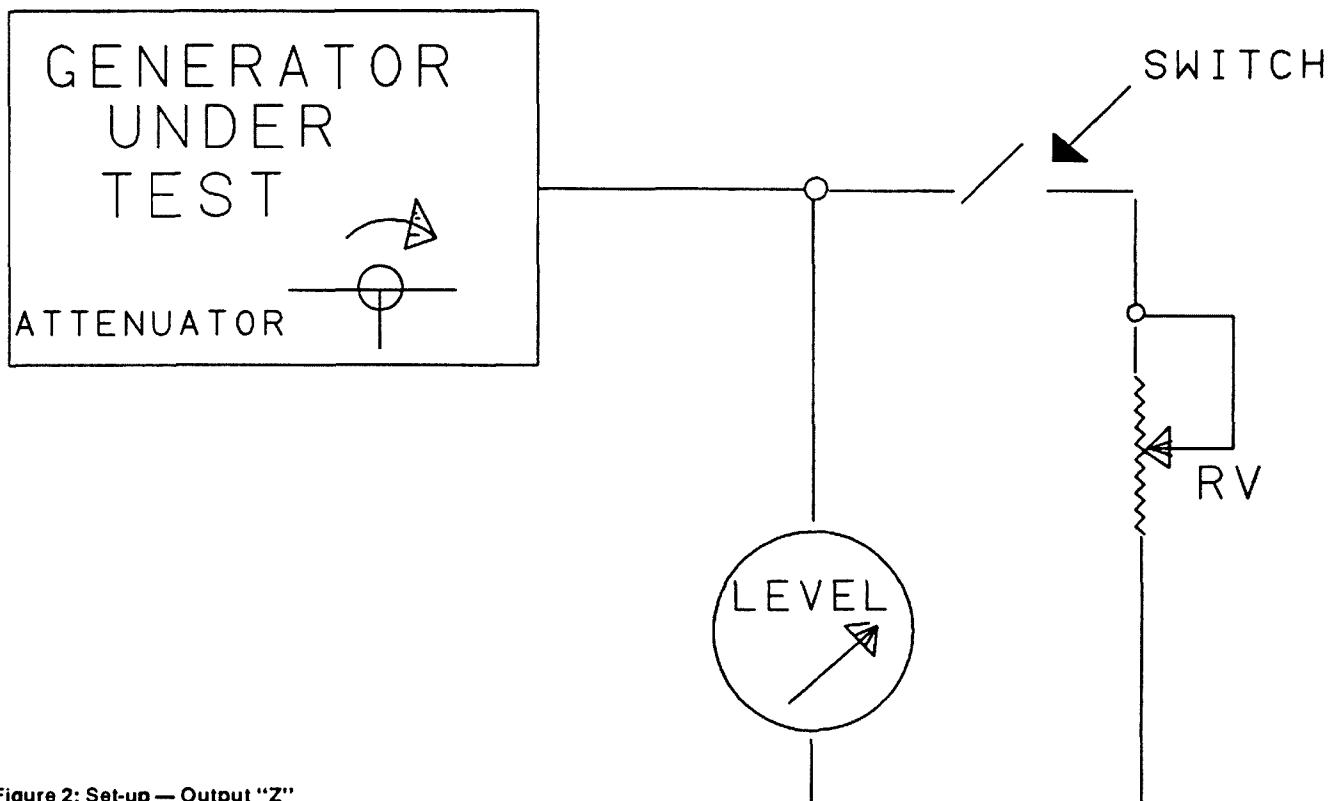 GENERATOR
UNDER
TEST
ATTENUATOR
SWITCH
RV
LEVEL
Figure 2: Set-up — Output "Z"